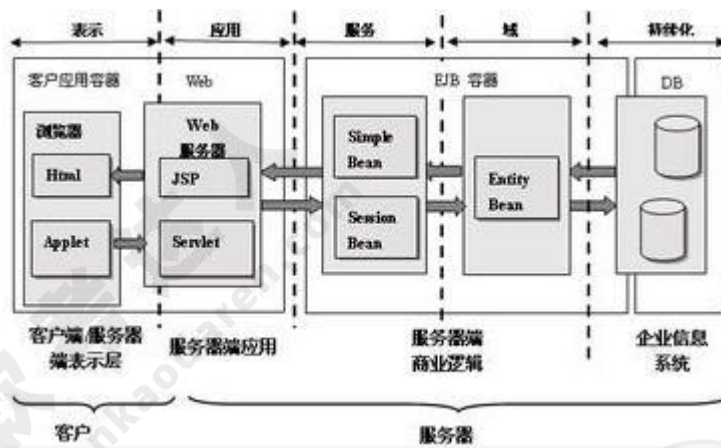 表示 应用 服务 域 持续化
客户应用容器 Web EJB 容器 DB
浏览器
Html
Applet
Web
服务器
JSP
Servlet
Simple
Bean
Session
Bean
Entity
Bean
客户端/服务器
端表示层
服务器端应用
服务器端
商业逻辑
企业信息
系统
客户
服务器